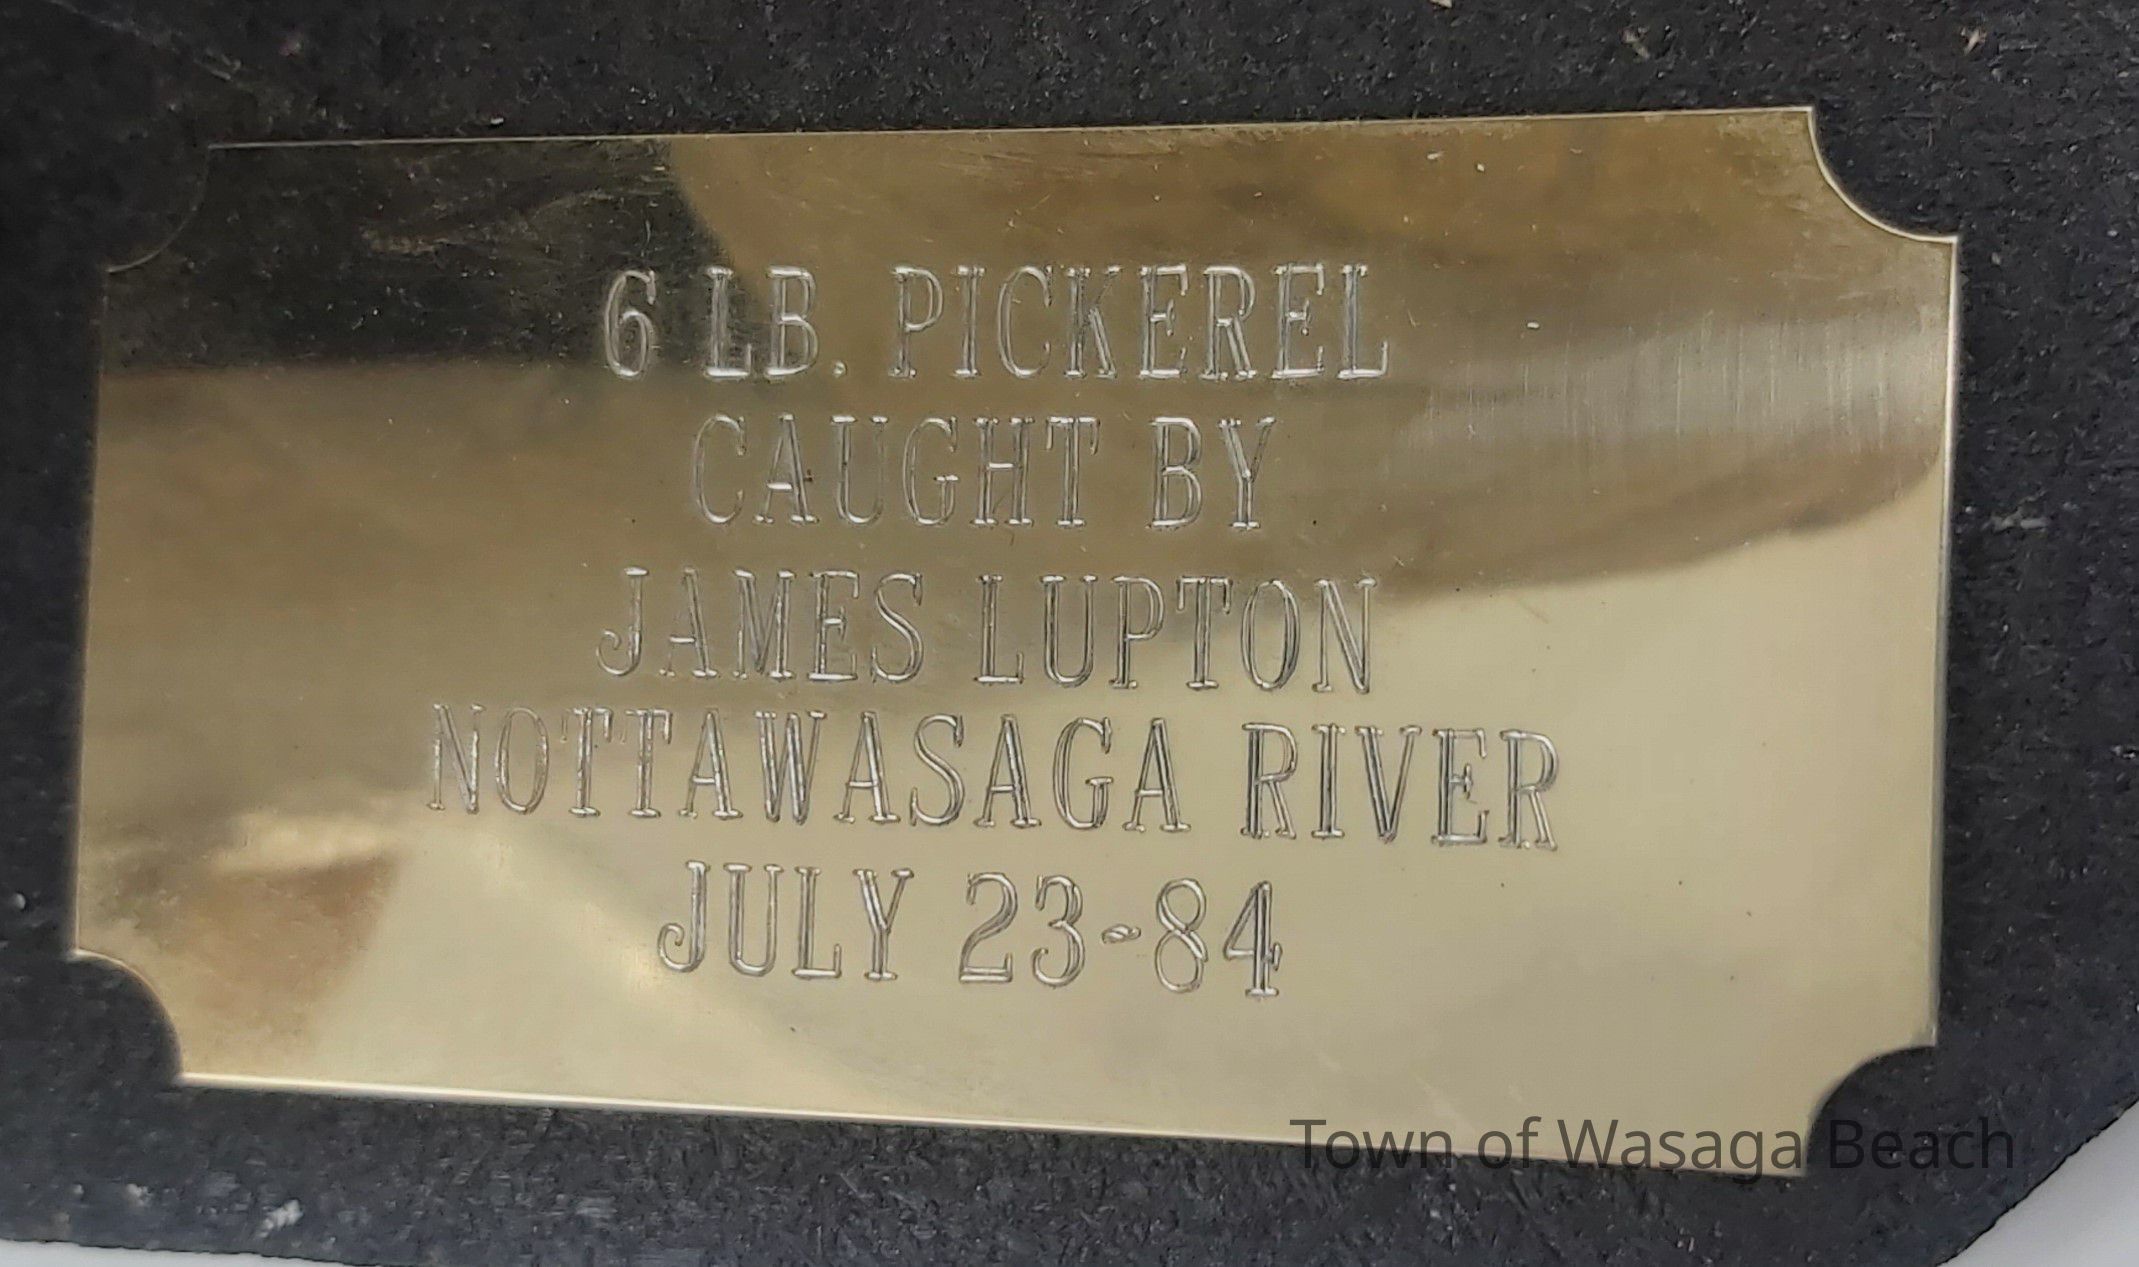 6 LB. PICKEREL
CAUGHT BY
JAMES LUPTON
NOTTAWASAGA RIVER
JULY 23-84
Town of Wasaga Beach